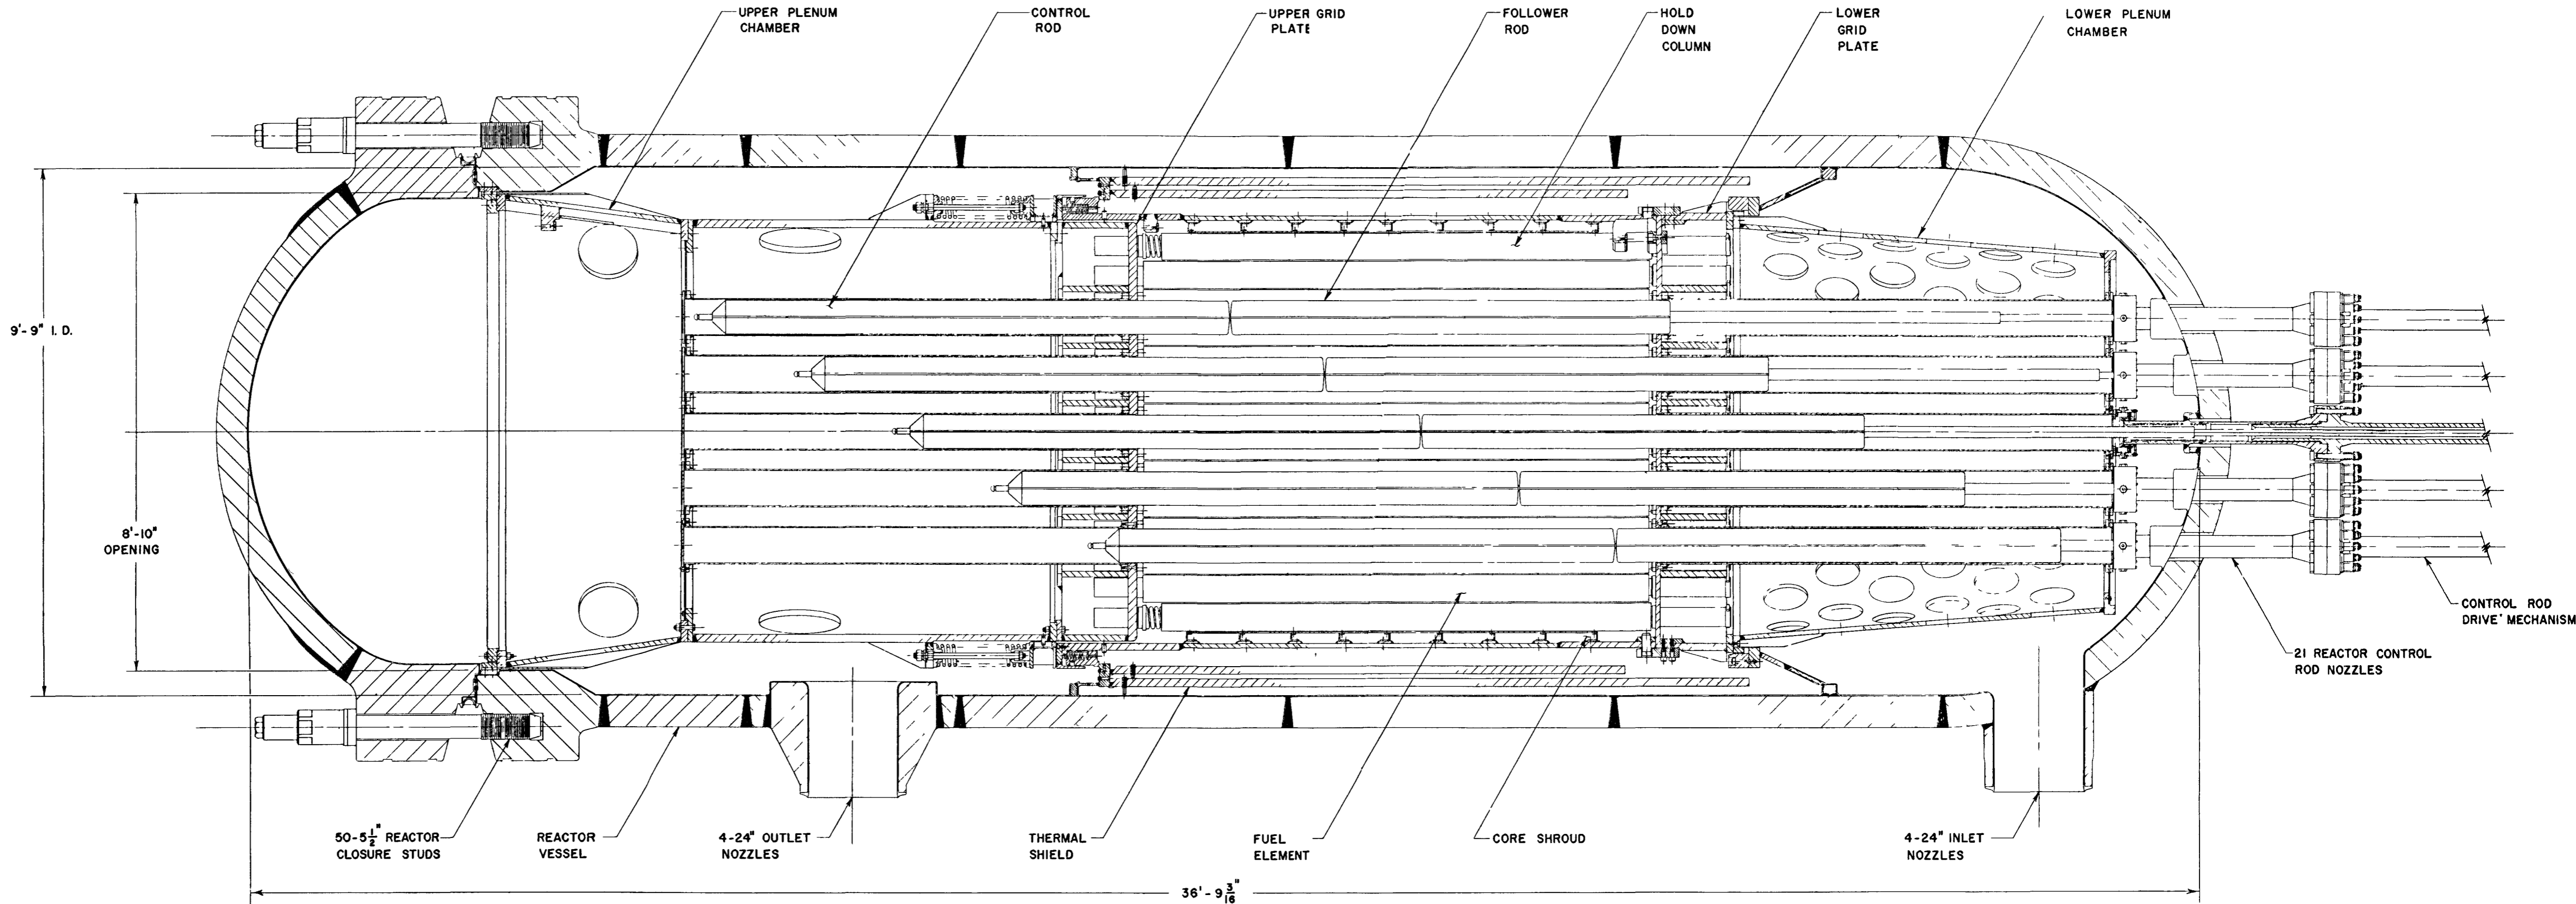 UPPER PLENUM
CHAMBER
CONTROL
ROD
UPPER GRID
PLATE
FOLLOWER
ROD
HOLD
DOWN
COLUMN
LOWER
GRID
PLATE
LOWER PLENUM
CHAMBER
9'-9" I.D.
8'-10"
OPENING
CONTROL ROD
DRIVE MECHANISM
21 REACTOR CONTROL
ROD NOZZLES
50-5 1/2" REACTOR
CLOSURE STUDS
REACTOR
VESSEL
4-24" OUTLET
NOZZLES
THERMAL
SHIELD
FUEL
ELEMENT
CORE SHROUD
4-24" INLET
NOZZLES
36'-9 3/16"